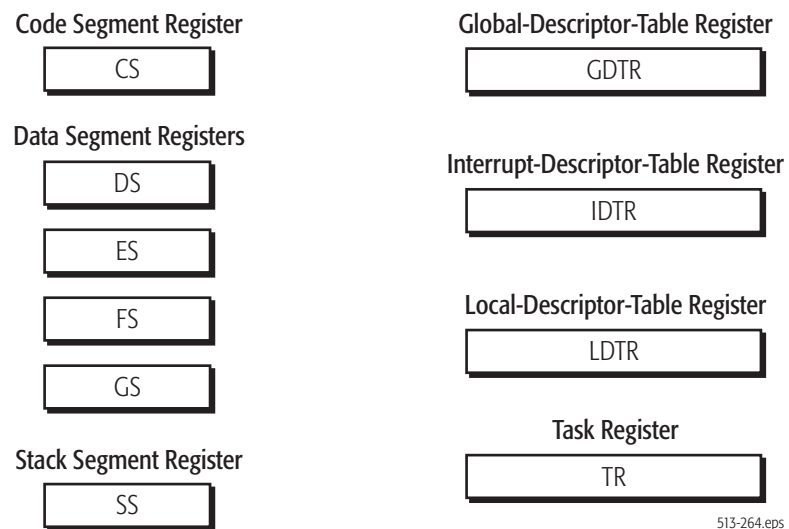 Code Segment Register
CS
Data Segment Registers
DS
ES
FS
GS
Stack Segment Register
SS
Global-Descriptor-Table Register
GDTR
Interrupt-Descriptor-Table Register
IDTR
Local-Descriptor-Table Register
LDTR
Task Register
TR
513-264.eps